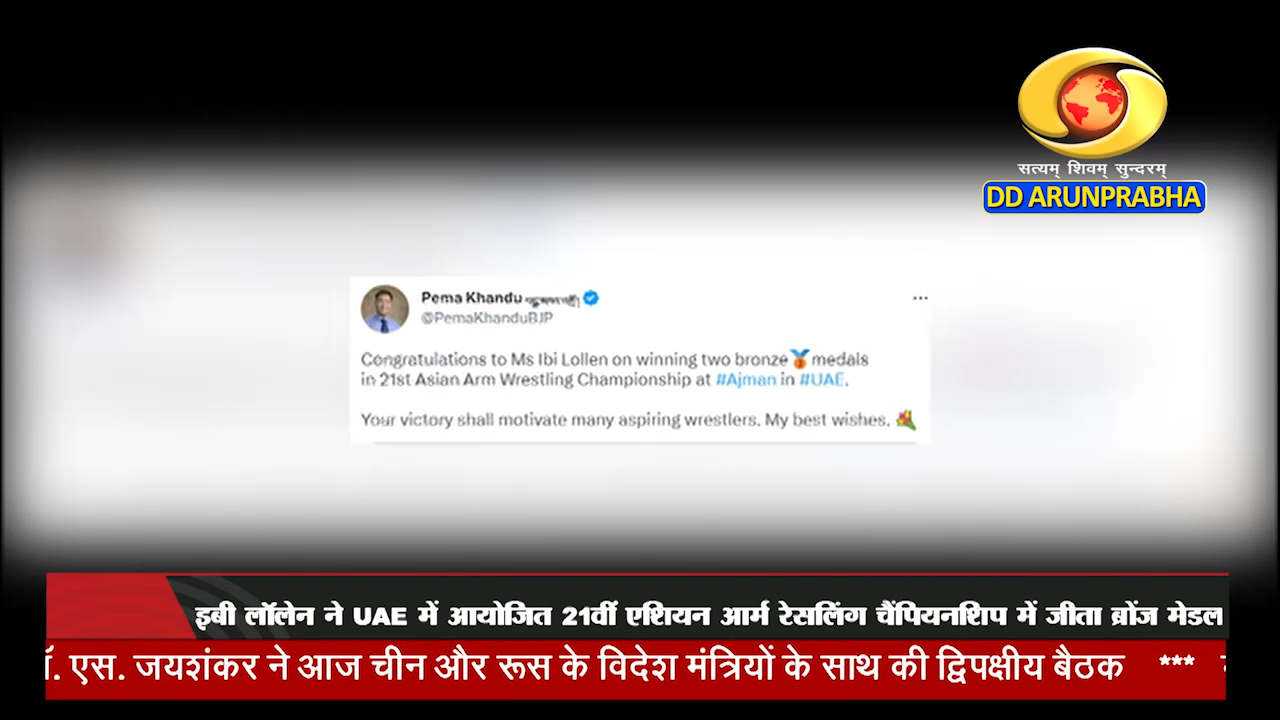 सत्यम् शिवम् सुन्दरम्
DD ARUNPRABHA
Pema Khandu
@PemaKhanduBJP
Congratulations to Ms Ibi Lollen on winning two bronze medals
in 21st Asian Arm Wrestling Championship at #Ajman in #UAE.
Your victory shall motivate many aspiring wrestlers. My best wishes.
इबी लॉलेन ने UAE में आयोजित 21वीं एशियन आर्म रेसलिंग चैंपियनशिप में जीता ब्रोंज मेडल
एस. जयशंकर ने आज चीन और रूस के विदेश मंत्रियों के साथ की द्विपक्षीय बैठक ***